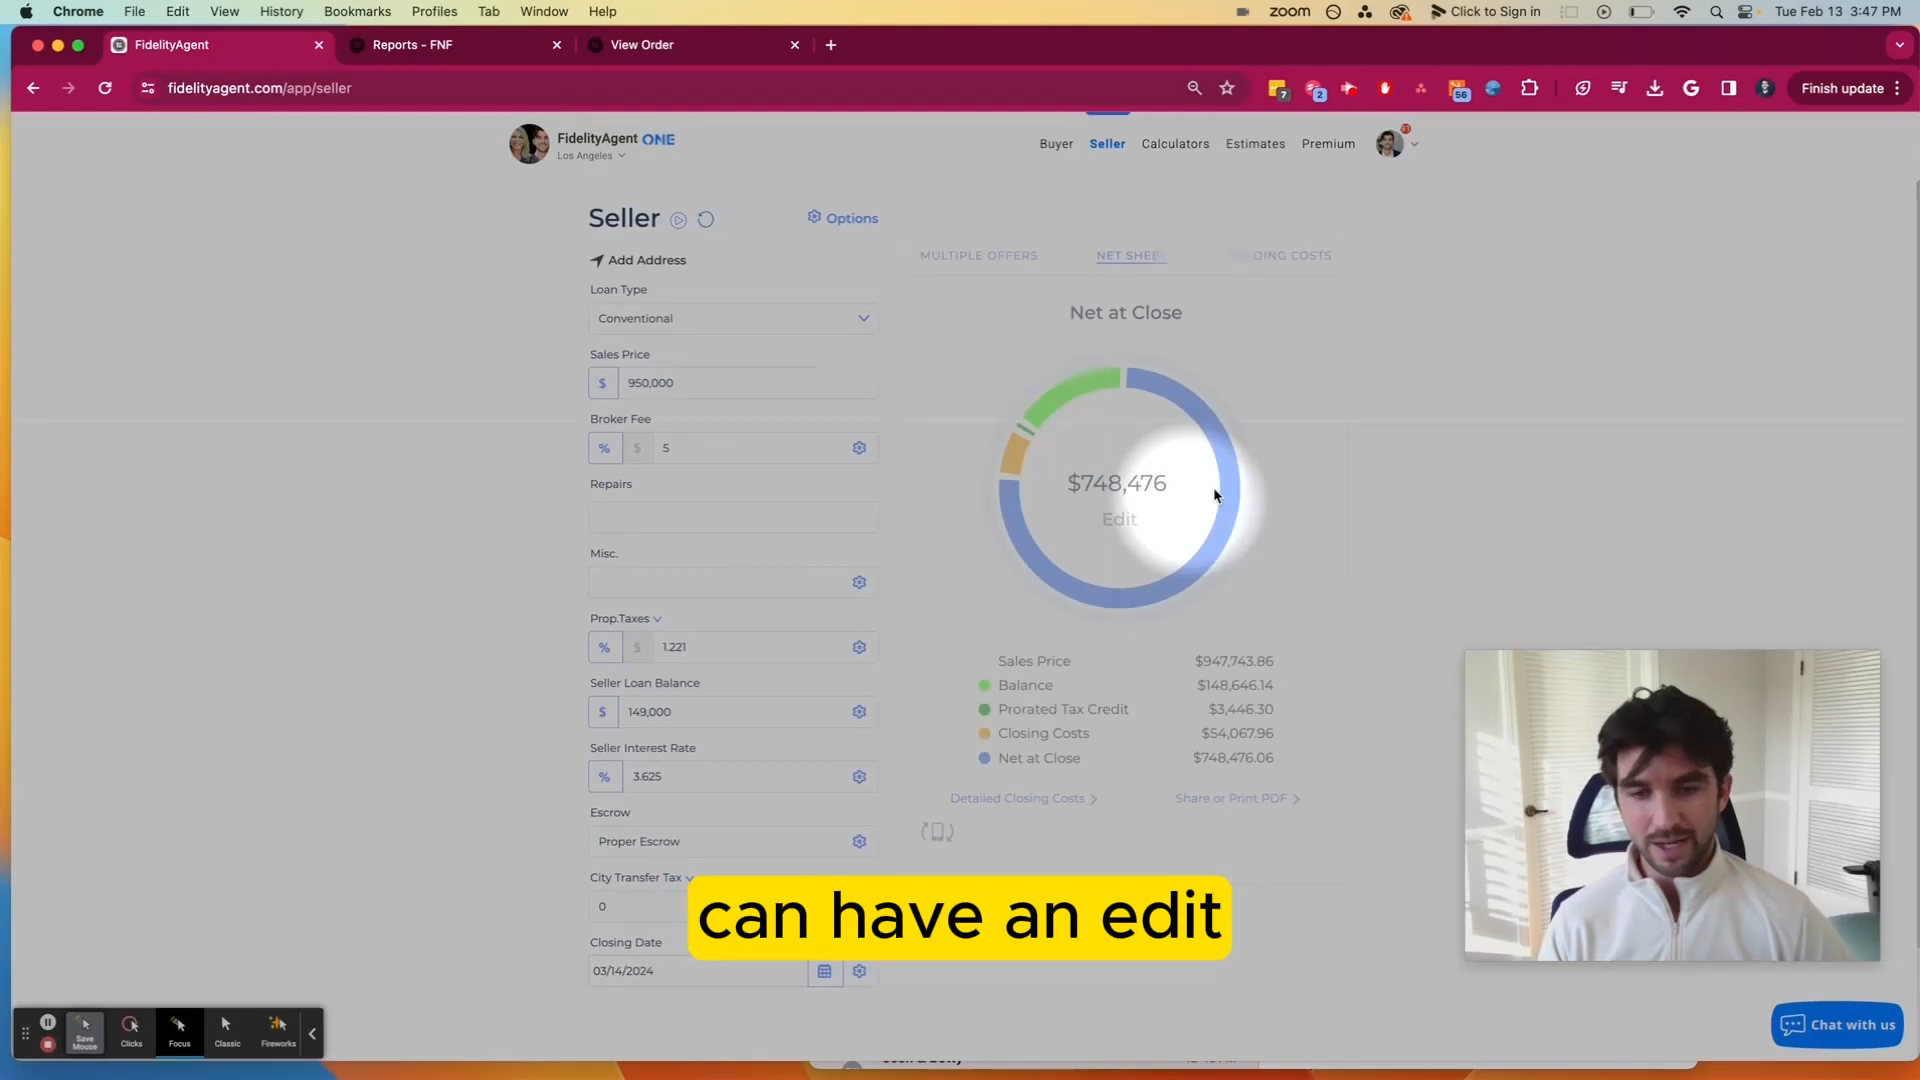 Chrome File Edit View History Bookmarks Profiles Tab Window Help
zoom
Click to Sign in
Tue Feb 13 3:47 PM
FidelityAgent
Reports - FNF
View Order
fidelityagent.com/app/seller
7
2
56
Finish update
FidelityAgent ONE
Los Angeles
Buyer Seller Calculators Estimates Premium
Seller
Options
Add Address
Loan Type
Conventional
Sales Price
$ 950,000
Broker Fee
% $ 5
Repairs
Misc.
Prop.Taxes
% $ 1.221
Seller Loan Balance
$ 149,000
Seller Interest Rate
% 3.625
Escrow
Proper Escrow
City Transfer Tax
0
Closing Date
03/14/2024
MULTIPLE OFFERS NET SHEE DING COSTS
Net at Close
$748,476
Edit
Sales Price $947,743.86
Balance $148,646.14
Prorated Tax Credit $3,446.30
Closing Costs $54,067.96
Net at Close $748,476.06
Detailed Closing Costs
Share or Print PDF
can have an edit
Chat with us
Save Mouse
Clicks
Focus
Classic
Fireworks